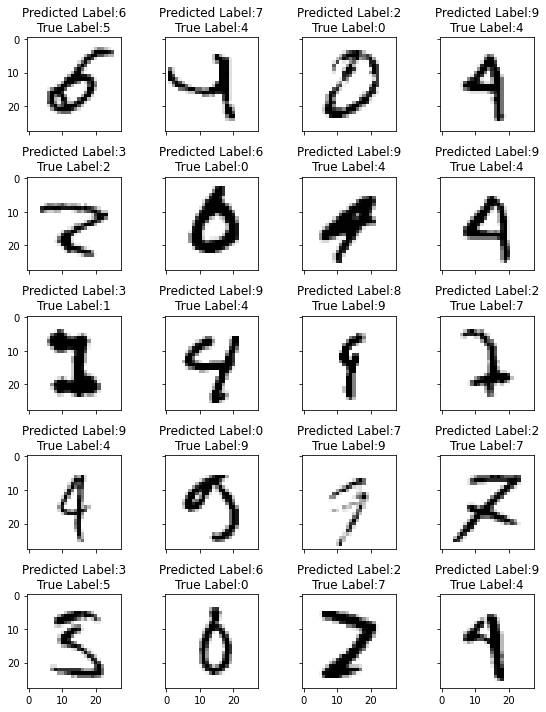 Predicted Label:6
True Label:5
Predicted Label:7
True Label:4
Predicted Label:2
True Label:0
Predicted Label:9
True Label:4
0
10
20
Predicted Label:3
True Label:2
Predicted Label:6
True Label:0
Predicted Label:9
True Label:4
Predicted Label:9
True Label:4
0
10
20
Predicted Label:3
True Label:1
Predicted Label:9
True Label:4
Predicted Label:8
True Label:9
Predicted Label:2
True Label:7
0
10
20
Predicted Label:9
True Label:4
Predicted Label:0
True Label:9
Predicted Label:7
True Label:9
Predicted Label:2
True Label:7
0
10
20
Predicted Label:3
True Label:5
Predicted Label:6
True Label:0
Predicted Label:2
True Label:7
Predicted Label:9
True Label:4
0
10
20
0 10 20
0 10 20
0 10 20
0 10 20